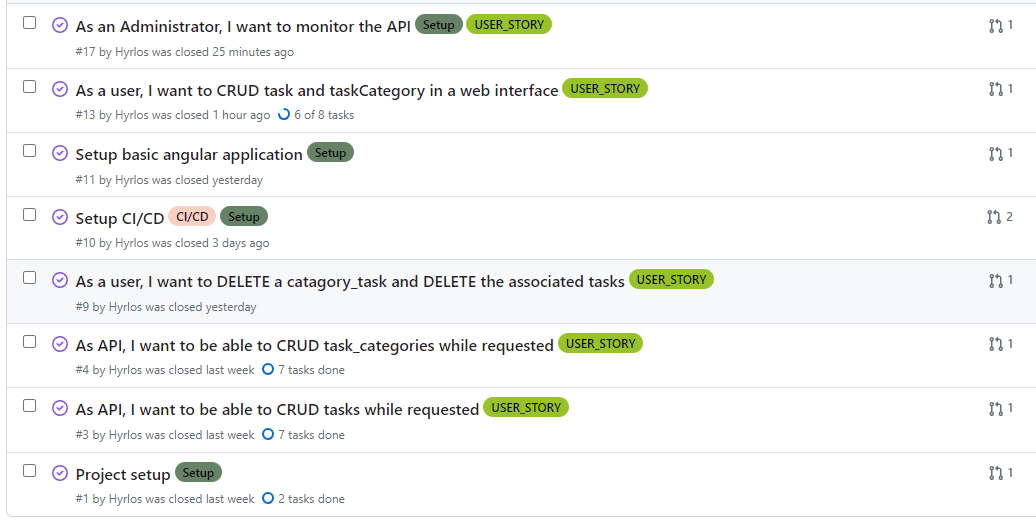 As an Administrator, I want to monitor the API Setup USER_STORY 1
#17 by Hyrlos was closed 25 minutes ago
As a user, I want to CRUD task and taskCategory in a web interface USER_STORY 1
#13 by Hyrlos was closed 1 hour ago 6 of 8 tasks
Setup basic angular application Setup 1
#11 by Hyrlos was closed yesterday
Setup CI/CD CI/CD Setup 2
#10 by Hyrlos was closed 3 days ago
As a user, I want to DELETE a catagory_task and DELETE the associated tasks USER_STORY 1
#9 by Hyrlos was closed yesterday
As API, I want to be able to CRUD task_categories while requested USER_STORY 1
#4 by Hyrlos was closed last week 7 tasks done
As API, I want to be able to CRUD tasks while requested USER_STORY 1
#3 by Hyrlos was closed last week 7 tasks done
Project setup Setup 1
#1 by Hyrlos was closed last week 2 tasks done